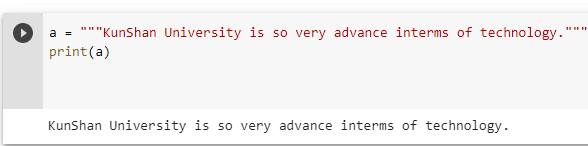 a = """KunShan University is so very advance interms of technology."""
print(a)
KunShan University is so very advance interms of technology.